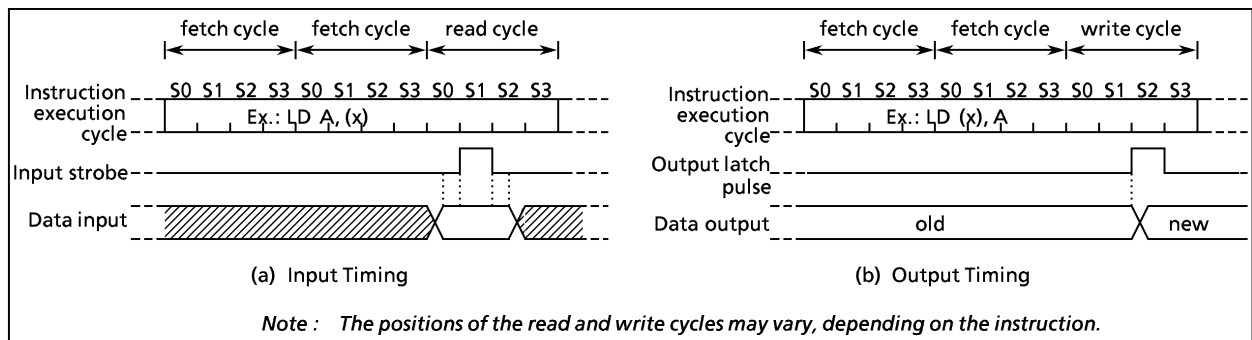 fetch cycle fetch cycle read cycle
S0 S1 S2 S3 S0 S1 S2 S3 S0 S1 S2 S3
Instruction
execution
cycle
Ex.: LD A, (x)
Input strobe
Data input
(a) Input Timing
fetch cycle fetch cycle write cycle
S0 S1 S2 S3 S0 S1 S2 S3 S0 S1 S2 S3
Instruction
execution
cycle
Ex.: LD (x), A
Output latch
pulse
Data output
old new
(b) Output Timing
Note : The positions of the read and write cycles may vary, depending on the instruction.